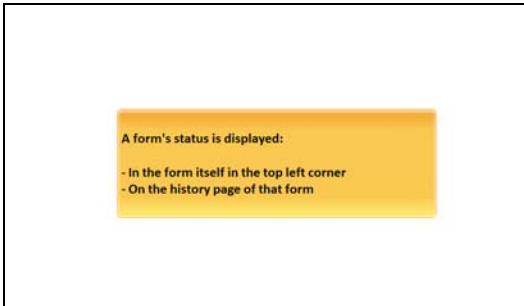 A form's status is displayed:
- In the form itself in the top left corner
- On the history page of that form